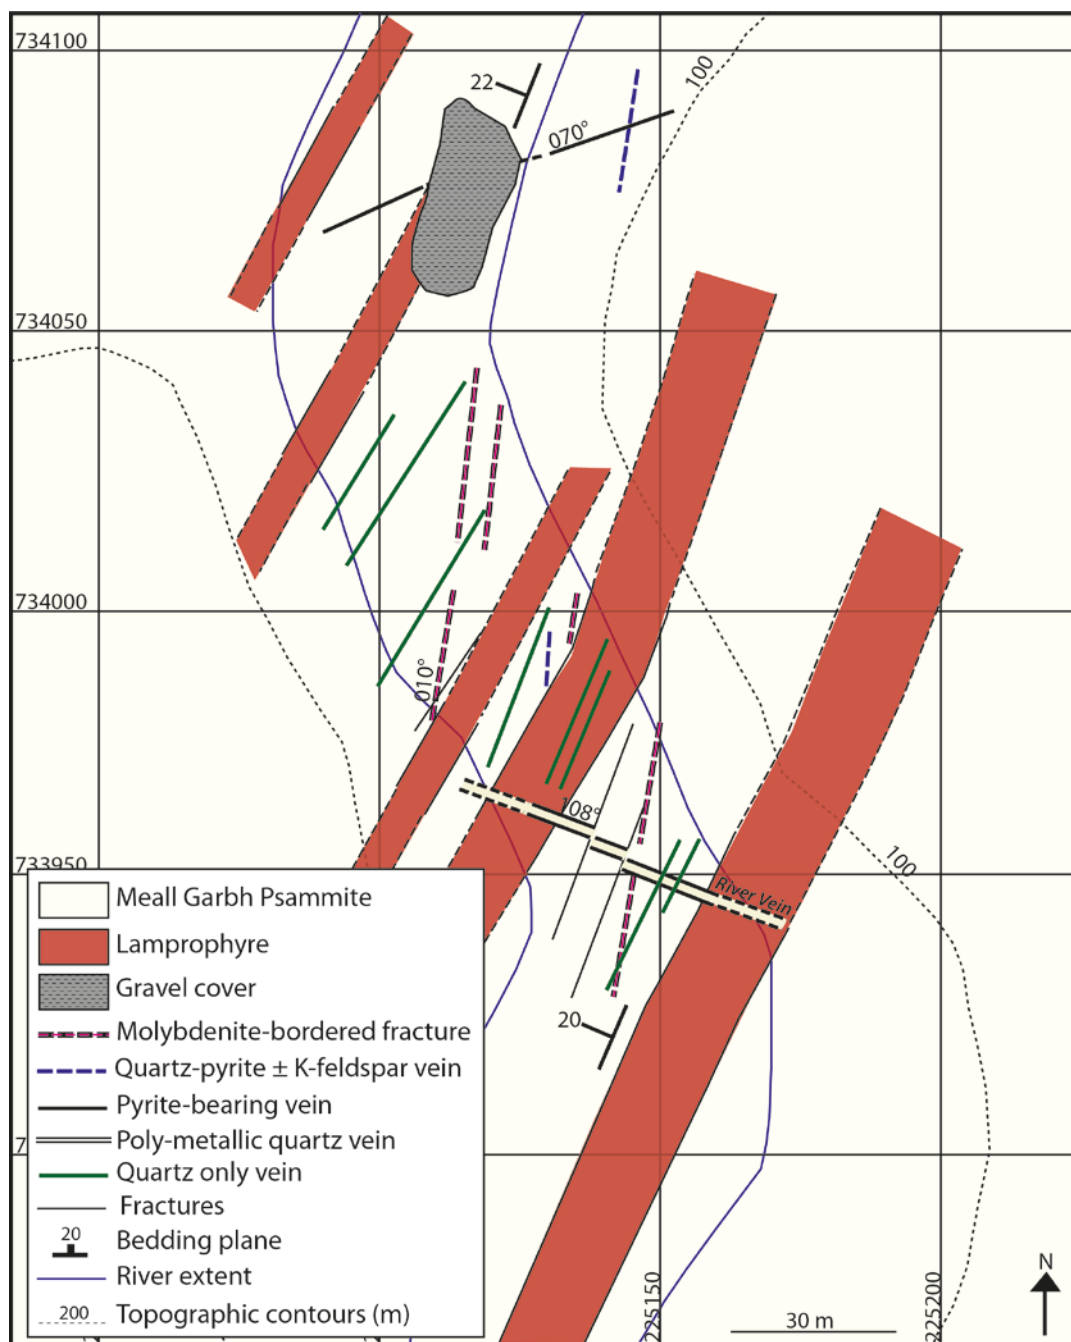 734100
100
22
070°
734050
734000
010°
108°
733950
100
River Vein
20
7
Meall Garbh Psammite
Lamprophyre
Gravel cover
Molybdenite-bordered fracture
Quartz-pyrite ± K-feldspar vein
Pyrite-bearing vein
Poly-metallic quartz vein
Quartz only vein
Fractures
20 Bedding plane
River extent
200 Topographic contours (m)
225150
225200
30 m
N